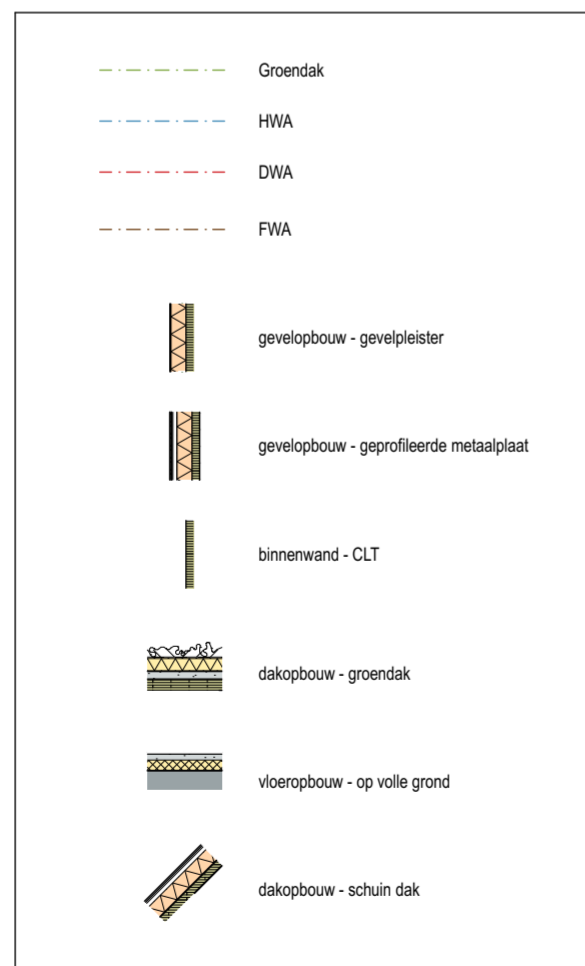 Groendak
HWA
DWA
FWA
gevelopbouw - gevelpleister
gevelopbouw - geprofileerde metaalplaat
binnenwand - CLT
dakopbouw - groendak
vloeropbouw - op volle grond
dakopbouw - schuin dak